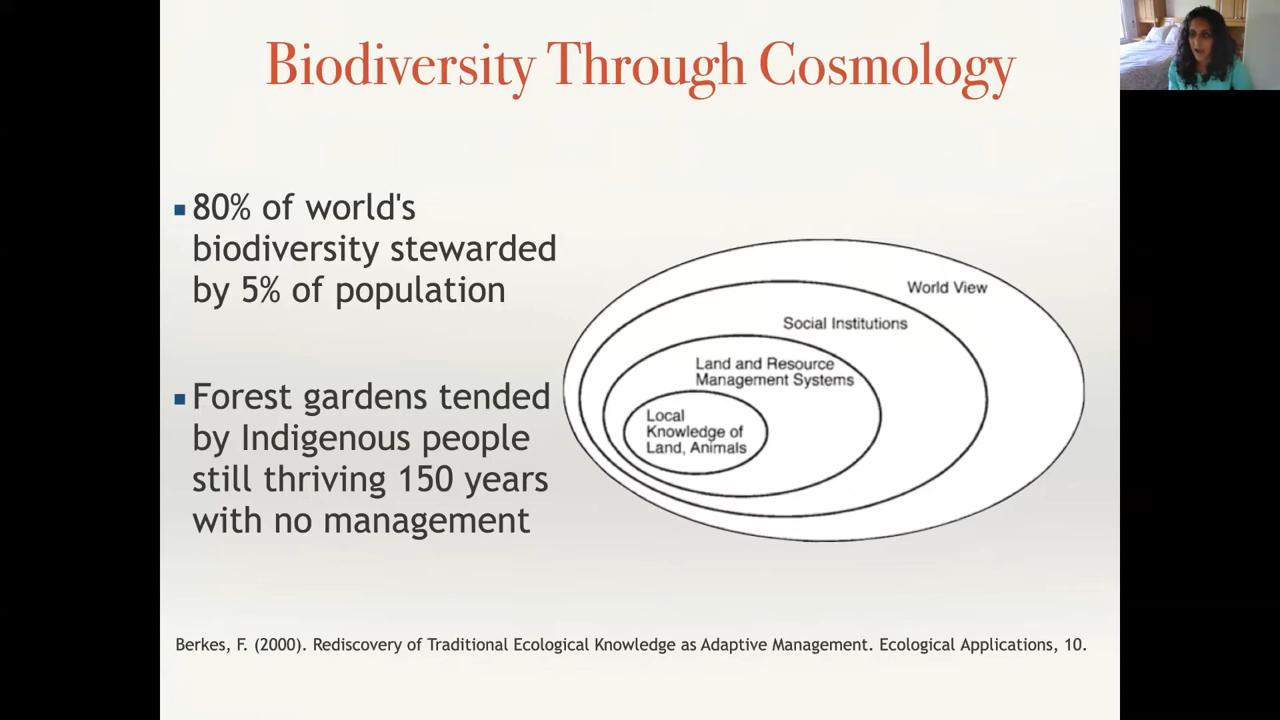 Biodiversity Through Cosmology
▪ 80% of world's
biodiversity stewarded
by 5% of population
▪ Forest gardens tended
by Indigenous people
still thriving 150 years
with no management
World View
Social Institutions
Land and Resource
Management Systems
Local
Knowledge of
Land, Animals
Berkes, F. (2000). Rediscovery of Traditional Ecological Knowledge as Adaptive Management. Ecological Applications, 10.